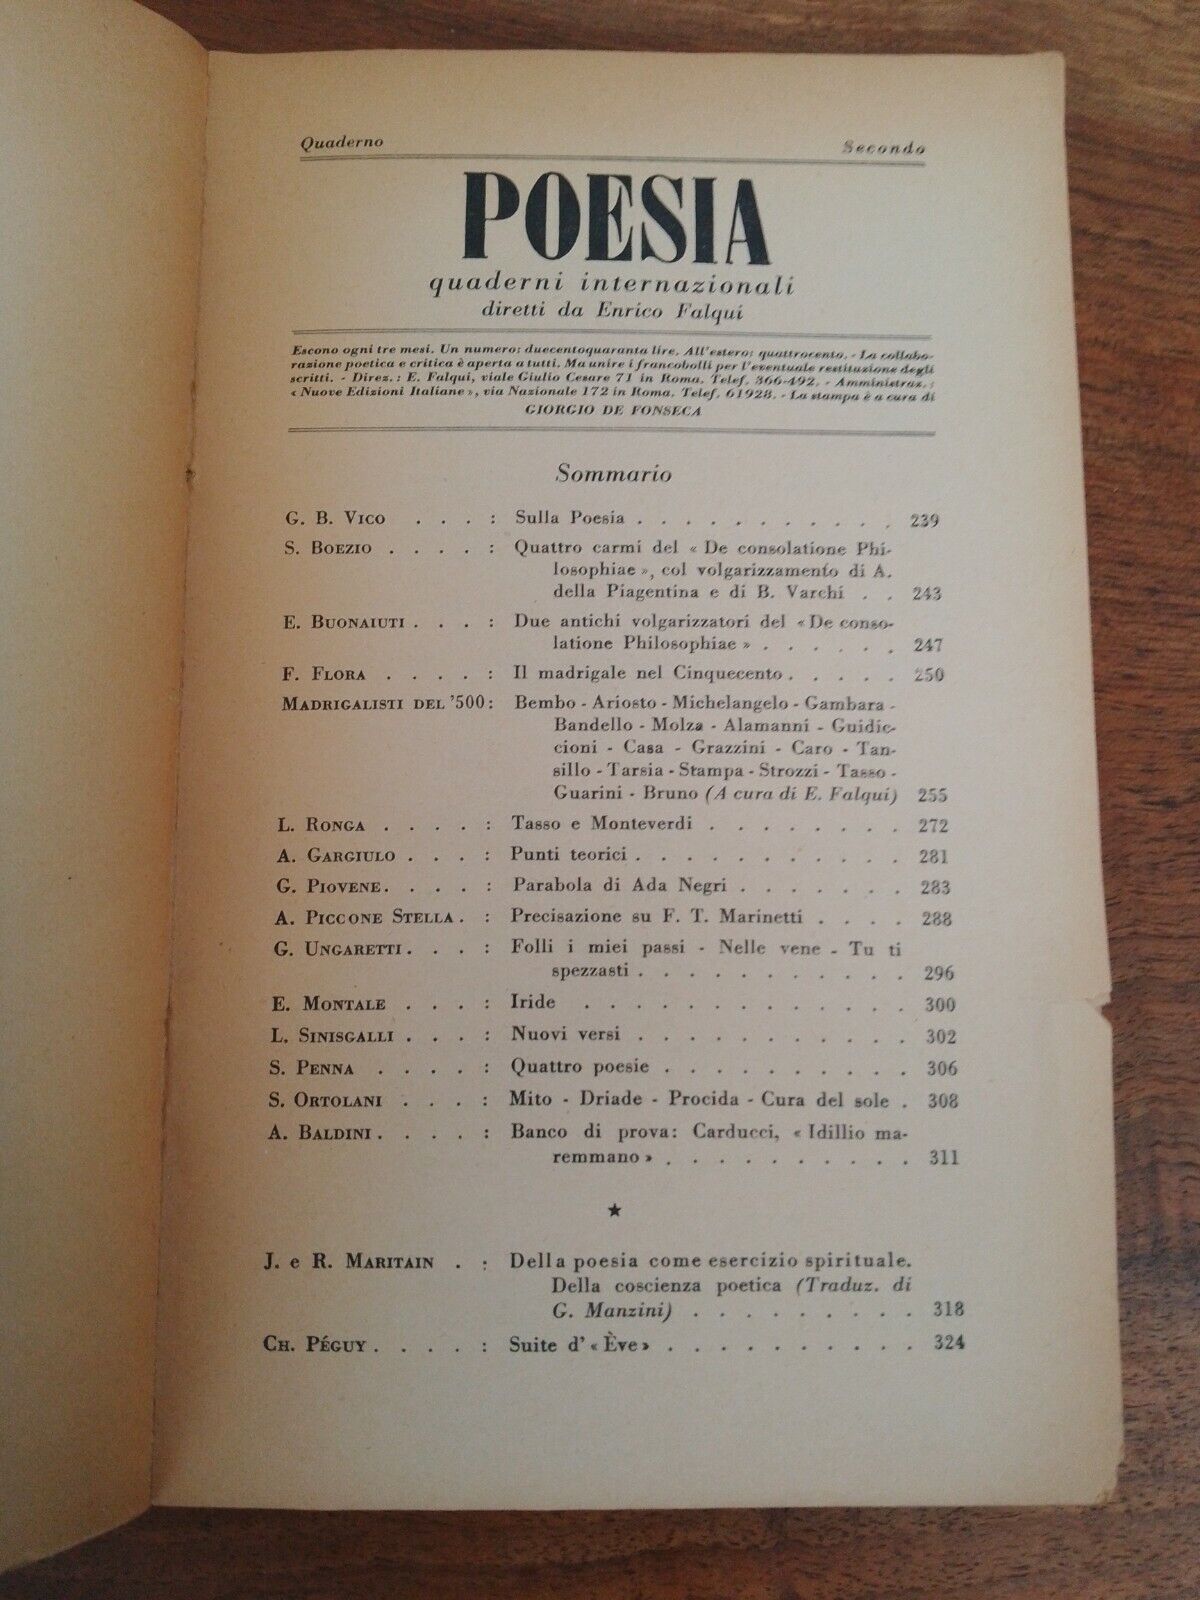 Quaderno Secondo
POESIA
quaderni internazionali
diretti da Enrico Falqui
Escono ogni tre mesi. Un numero: duecentoquaranta lire. All'estero: quattrocento. - La collabo-
razione poetica e critica è aperta a tutti. Ma unire i francobolli per l'eventuale restituzione degli
scritti. - Direz.: E. Falqui, viale Giulio Cesare 71 in Roma. Telef. 366-492. - Amministraz.:
« Nuove Edizioni Italiane », via Nazionale 172 in Roma. Telef. 61928. - La stampa è a cura di
GIORGIO DE FONSECA
Sommario
G. B. VICO . . . : Sulla Poesia . . . . . . . . . . . 239
S. BOEZIO . . . . : Quattro carmi del « De consolatione Phi-
losophiae », col volgarizzamento di A.
della Piagentina e di B. Varchi . . 243
E. BUONAIUTI . . . : Due antichi volgarizzatori del « De conso-
latione Philosophiae » . . . . . . 247
F. FLORA . . . . : Il madrigale nel Cinquecento . . . . . 250
MADRIGALISTI DEL '500: Bembo - Ariosto - Michelangelo - Gambara -
Bandello - Molza - Alamanni - Guidic-
cioni - Casa - Grazzini - Caro - Tan-
sillo - Tarsia - Stampa - Strozzi - Tasso -
Guarini - Bruno (A cura di E. Falqui) 255
L. RONGA . . . . : Tasso e Monteverdi . . . . . . . . 272
A. GARGIULO . . . : Punti teorici . . . . . . . . . . . 281
G. PIOVENE . . . . : Parabola di Ada Negri . . . . . . . 283
A. PICCONE STELLA . : Precisazione su F. T. Marinetti . . . . 288
G. UNGARETTI . . . : Folli i miei passi - Nelle vene - Tu ti
spezzasti . . . . . . . . . . . 296
E. MONTALE . . . : Iride . . . . . . . . . . . . . 300
L. SINISGALLI . . . : Nuovi versi . . . . . . . . . . . 302
S. PENNA . . . . : Quattro poesie . . . . . . . . . . 306
S. ORTOLANI . . . : Mito - Driade - Procida - Cura del sole . 308
A. BALDINI . . . . : Banco di prova: Carducci, « Idillio ma-
remmano » . . . . . . . . . . 311
★
J. e R. MARITAIN . . : Della poesia come esercizio spirituale.
Della coscienza poetica (Traduz. di
G. Manzini) . . . . . . . . . 318
CH. PÉGUY . . . . : Suite d' « Ève » . . . . . . . . . . 324